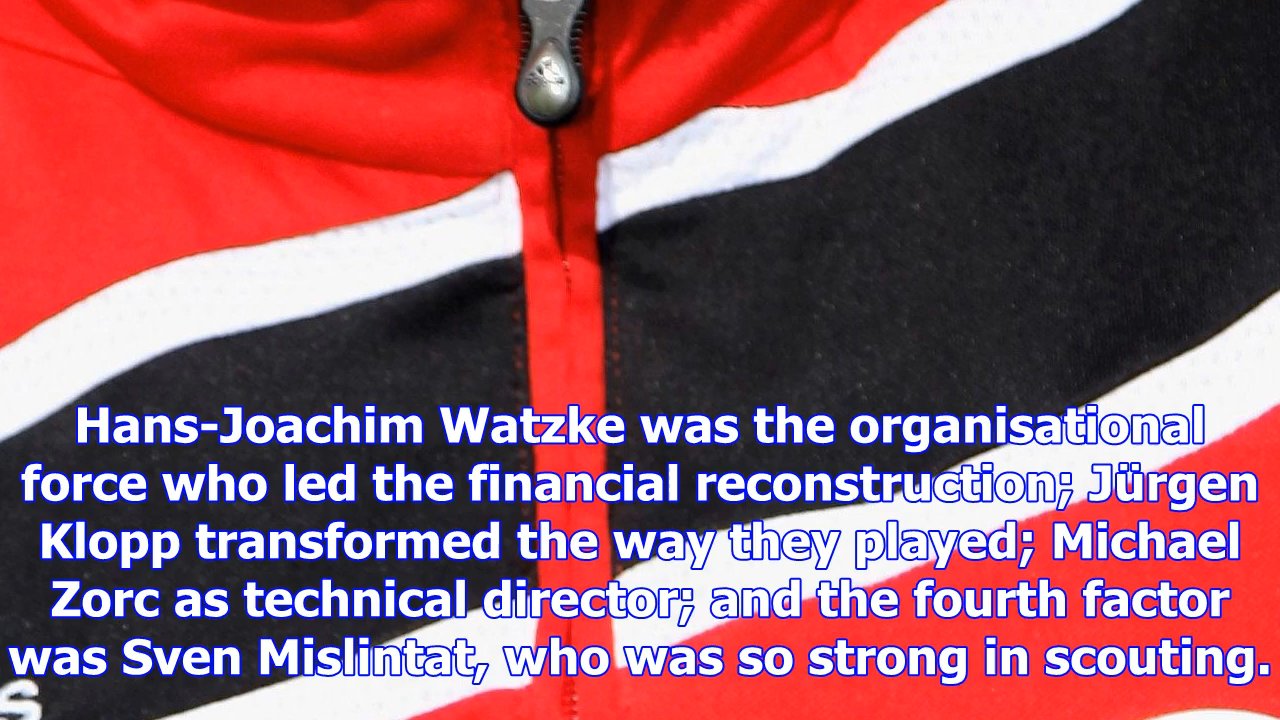 Hans-Joachim Watzke was the organisational
force who led the financial reconstruction; Jürgen
Klopp transformed the way they played; Michael
Zorc as technical director; and the fourth factor
was Sven Mislintat, who was so strong in scouting.
s